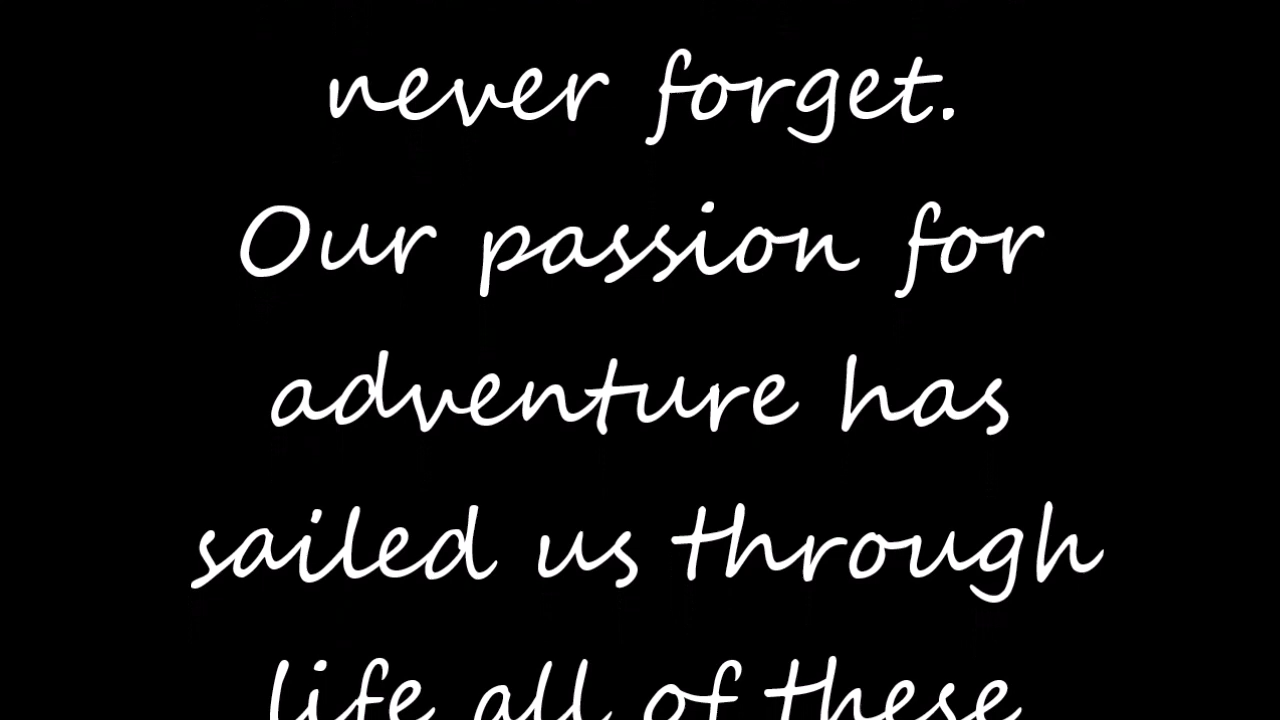 never forget.
Our passion for
adventure has
sailed us through
life all of these